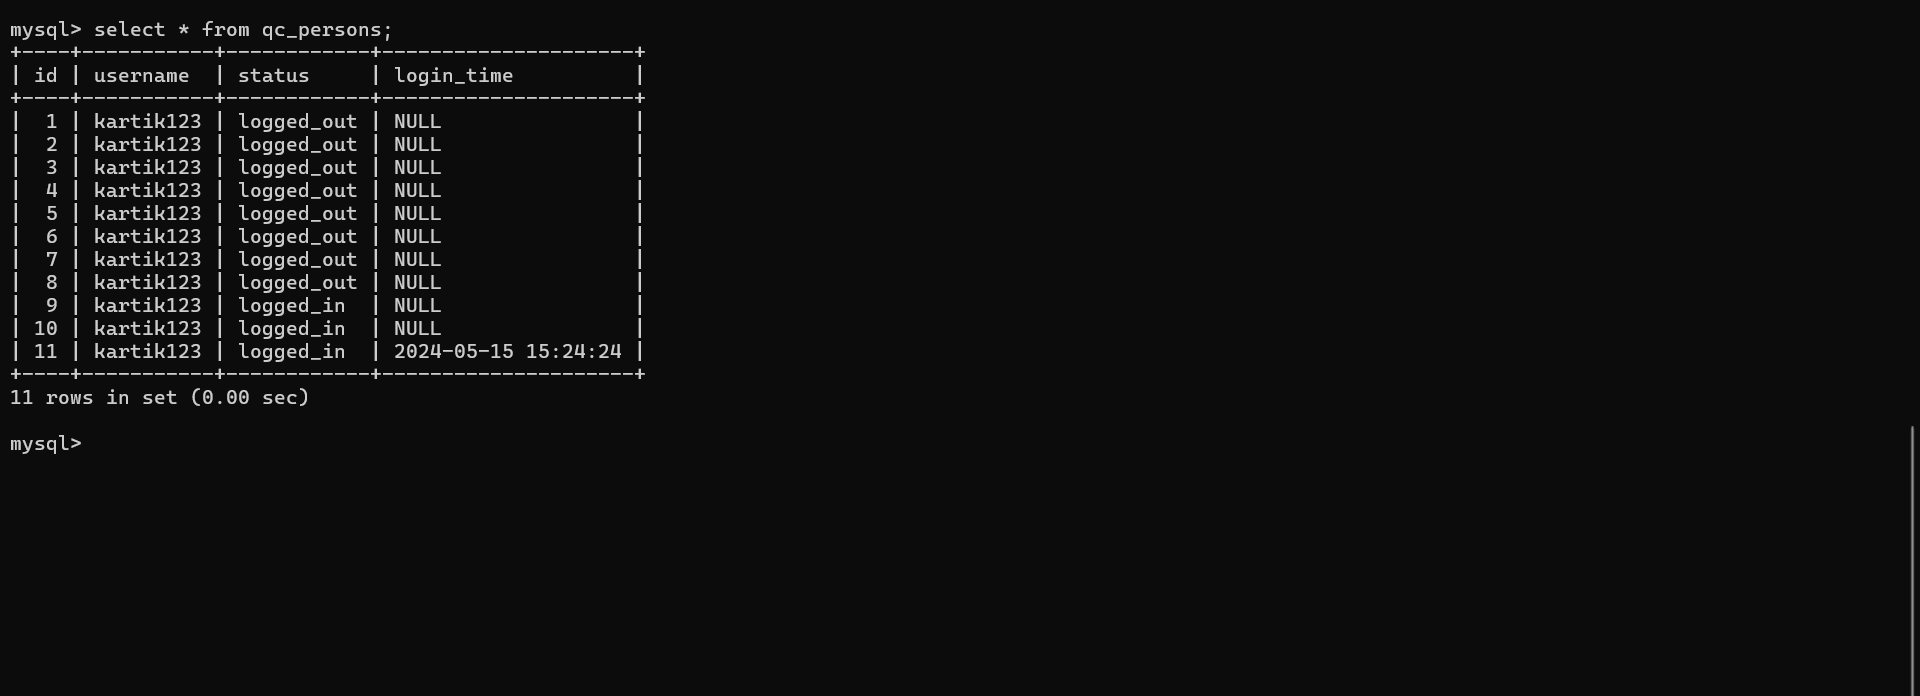 mysql> select * from qc_persons;
+----+-----------+------------+---------------------+
| id | username  | status     | login_time          |
+----+-----------+------------+---------------------+
|  1 | kartik123 | logged_out | NULL                |
|  2 | kartik123 | logged_out | NULL                |
|  3 | kartik123 | logged_out | NULL                |
|  4 | kartik123 | logged_out | NULL                |
|  5 | kartik123 | logged_out | NULL                |
|  6 | kartik123 | logged_out | NULL                |
|  7 | kartik123 | logged_out | NULL                |
|  8 | kartik123 | logged_out | NULL                |
|  9 | kartik123 | logged_in  | NULL                |
| 10 | kartik123 | logged_in  | NULL                |
| 11 | kartik123 | logged_in  | 2024-05-15 15:24:24 |
+----+-----------+------------+---------------------+
11 rows in set (0.00 sec)

mysql>